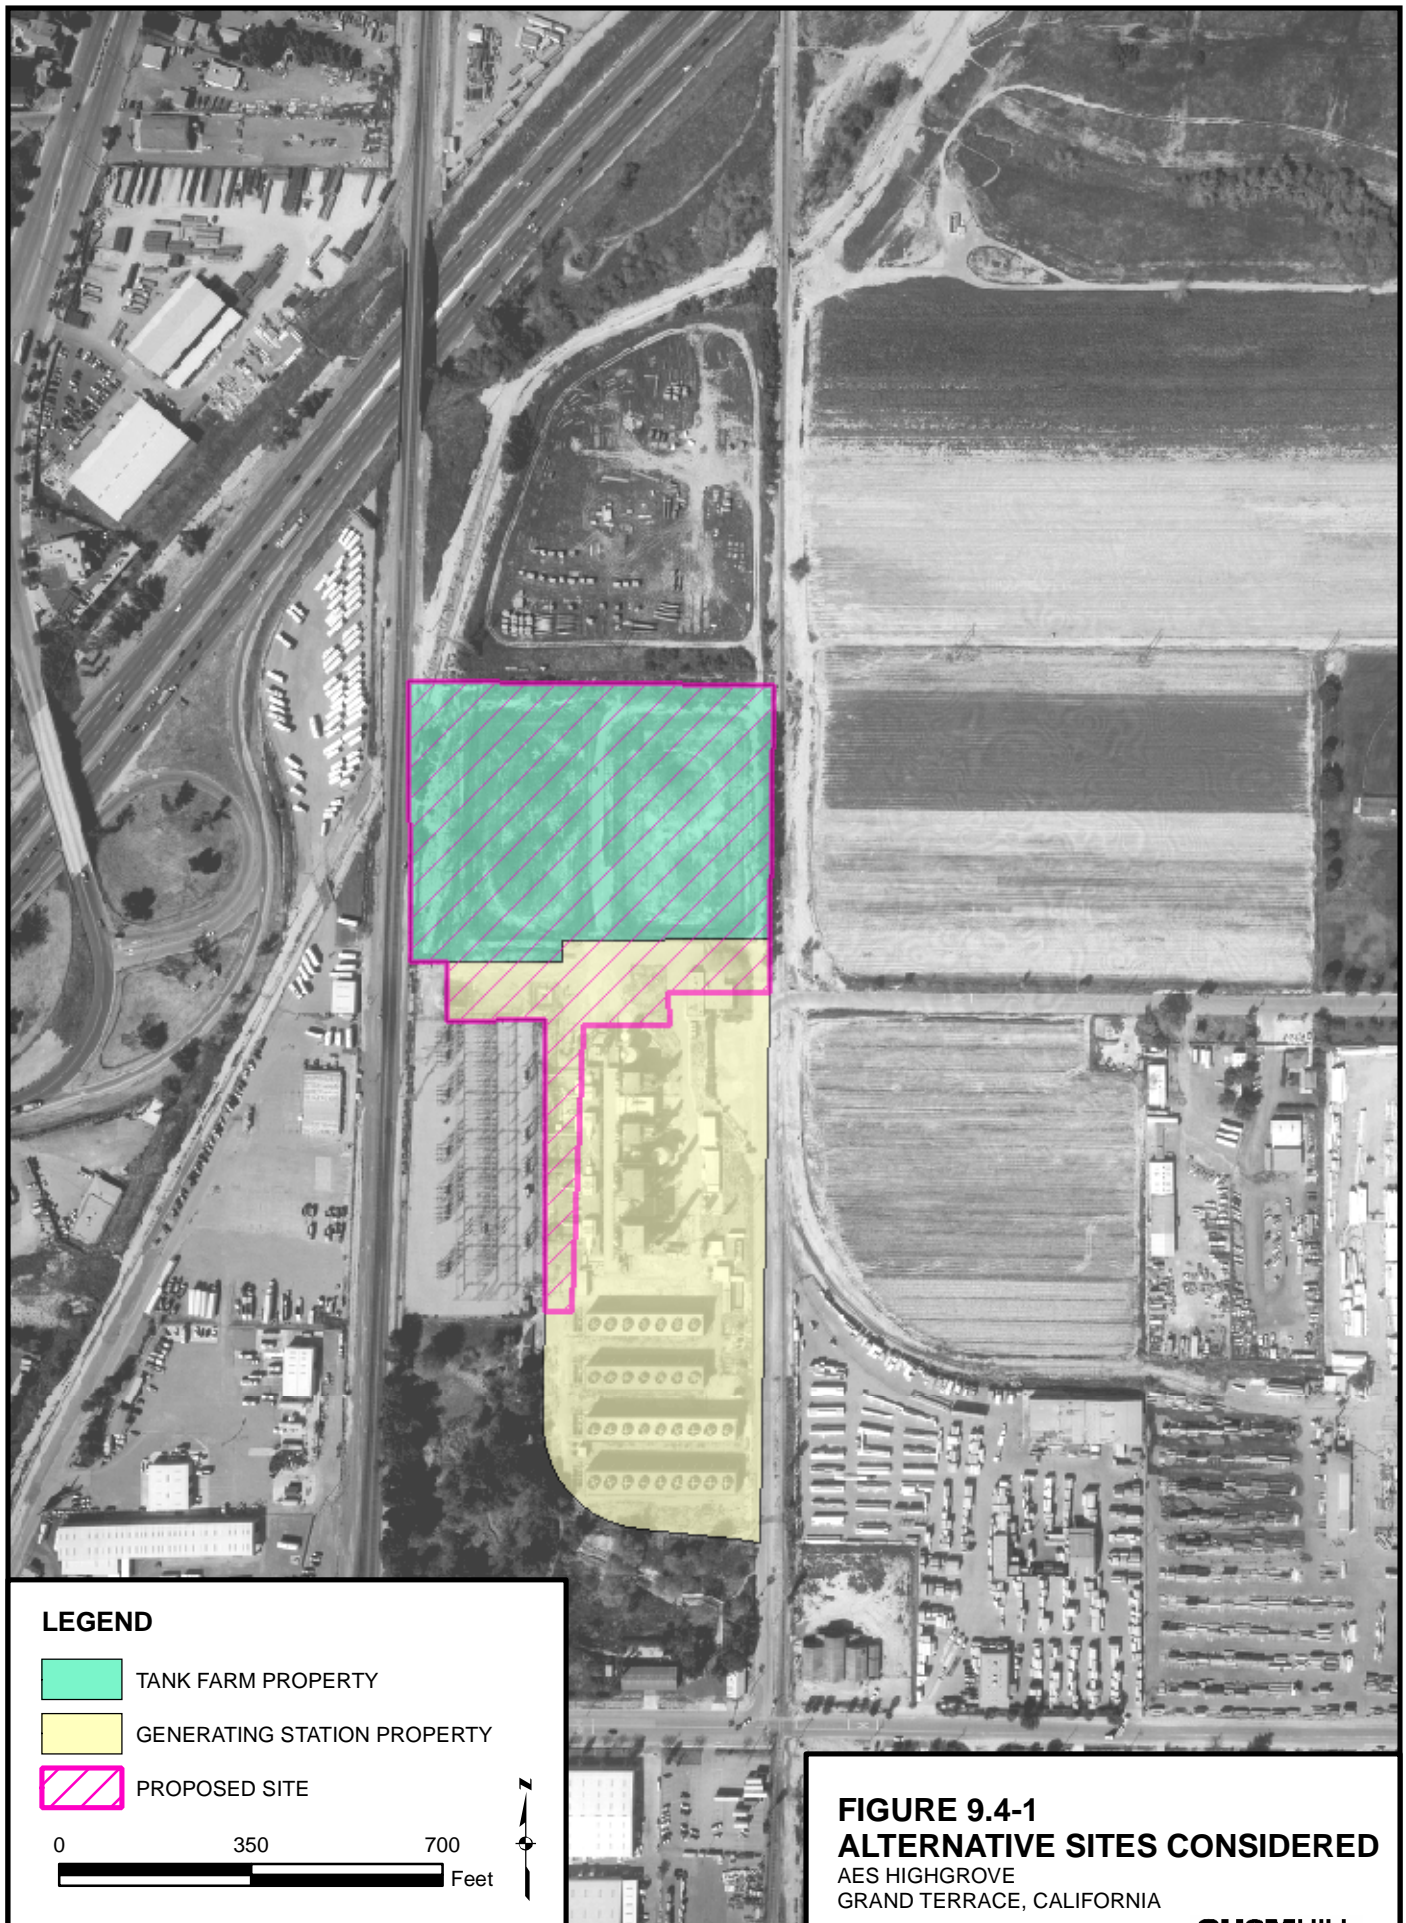 LEGEND
TANK FARM PROPERTY
GENERATING STATION PROPERTY
PROPOSED SITE
N
0 350 700
Feet
FIGURE 9.4-1
ALTERNATIVE SITES CONSIDERED
AES HIGHGROVE
GRAND TERRACE, CALIFORNIA